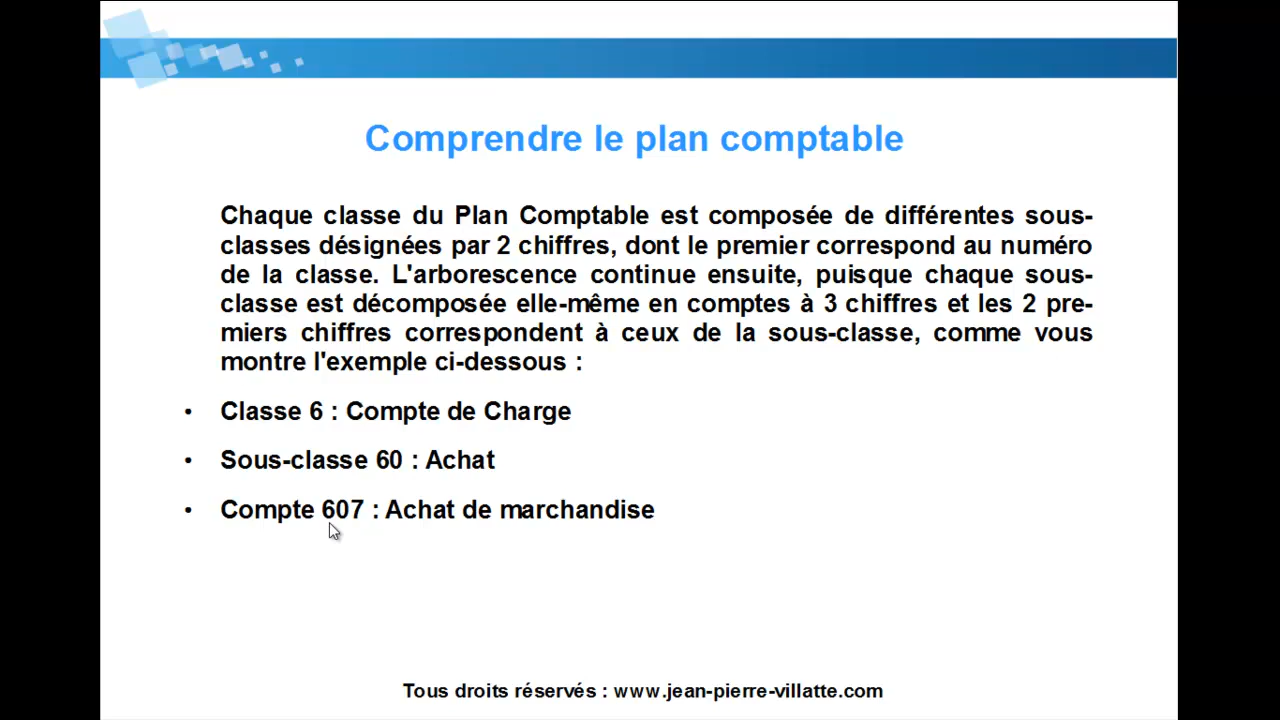 Comprendre le plan comptable
Chaque classe du Plan Comptable est composée de différentes sous-
classes désignées par 2 chiffres, dont le premier correspond au numéro
de la classe. L'arborescence continue ensuite, puisque chaque sous-
classe est décomposée elle-même en comptes à 3 chiffres et les 2 pre-
miers chiffres correspondent à ceux de la sous-classe, comme vous
montre l'exemple ci-dessous :
• Classe 6 : Compte de Charge
• Sous-classe 60 : Achat
• Compte 607 : Achat de marchandise
Tous droits réservés : www.jean-pierre-villatte.com